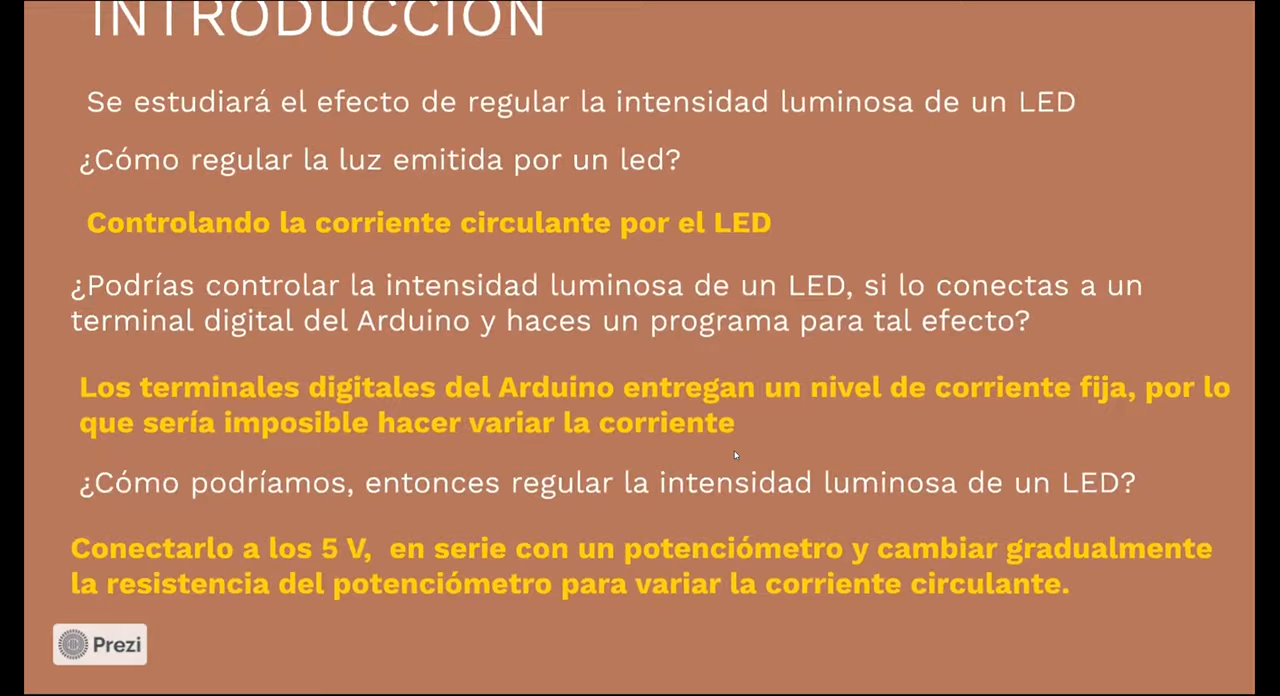 INTRODUCCIÓN
Se estudiará el efecto de regular la intensidad luminosa de un LED
¿Cómo regular la luz emitida por un led?
Controlando la corriente circulante por el LED
¿Podrías controlar la intensidad luminosa de un LED, si lo conectas a un
terminal digital del Arduino y haces un programa para tal efecto?
Los terminales digitales del Arduino entregan un nivel de corriente fija, por lo
que sería imposible hacer variar la corriente
¿Cómo podríamos, entonces regular la intensidad luminosa de un LED?
Conectarlo a los 5 V, en serie con un potenciómetro y cambiar gradualmente
la resistencia del potenciómetro para variar la corriente circulante.
Prezi